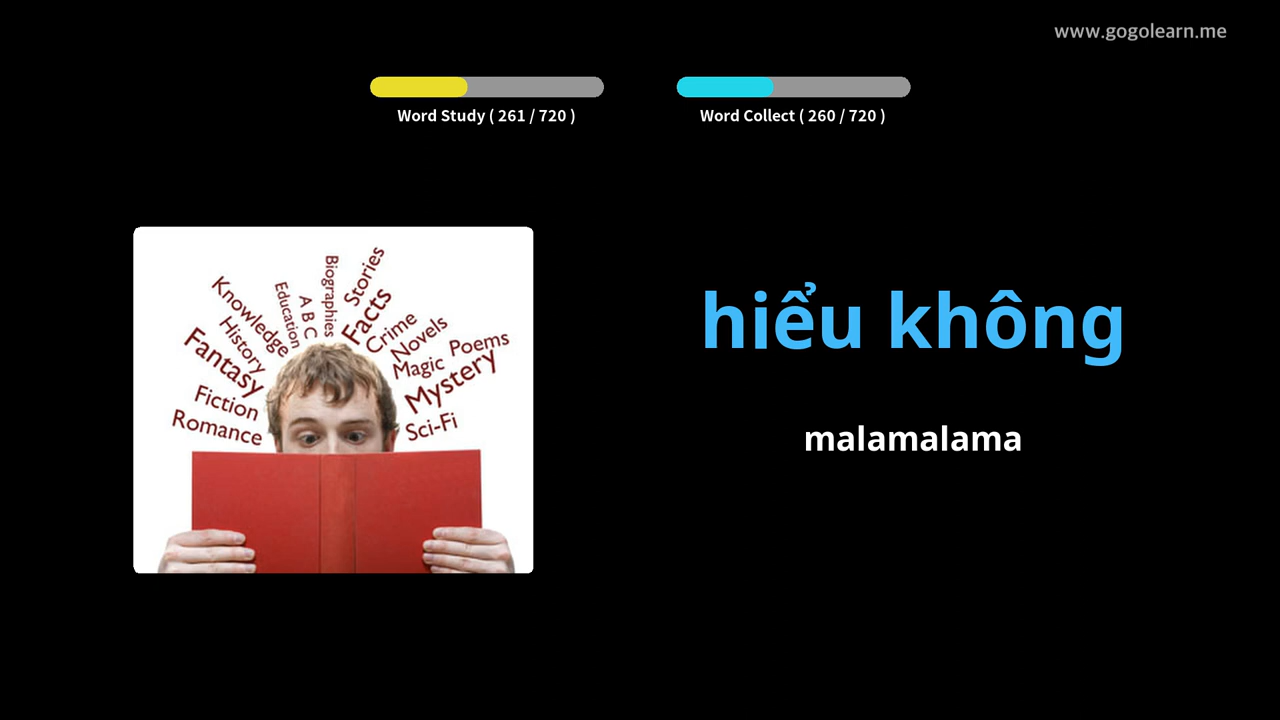 www.gogolearn.me
Word Study ( 261 / 720 )
Word Collect ( 260 / 720 )
Knowledge
History
Fantasy
Fiction
Romance
Education
A B C
Biographies
Stories
Facts
Crime
Novels
Magic
Poems
Mystery
Sci-Fi
hiểu không
malamalama